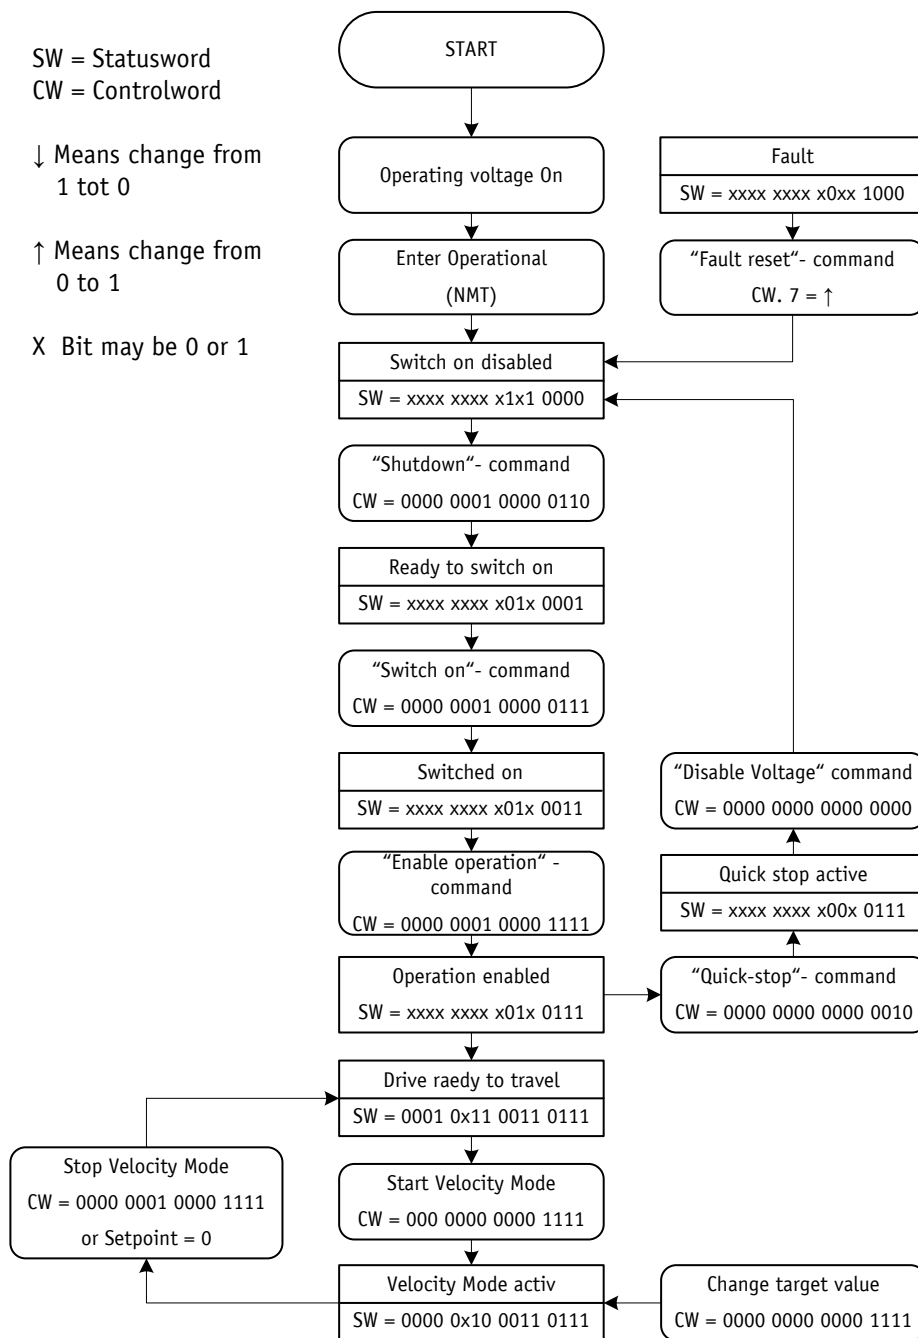 START
SW = Statusword
CW = Controlword
↓ Means change from
1 tot 0
↑ Means change from
0 to 1
X Bit may be 0 or 1
Operating voltage On
Fault
SW = xxxx xxxx x0xx 1000
Enter Operational
(NMT)
“Fault reset“- command
CW. 7 = ↑
Switch on disabled
SW = xxxx xxxx x1x1 0000
“Shutdown“- command
CW = 0000 0001 0000 0110
Ready to switch on
SW = xxxx xxxx x01x 0001
“Switch on“- command
CW = 0000 0001 0000 0111
Switched on
SW = xxxx xxxx x01x 0011
“Disable Voltage“ command
CW = 0000 0000 0000 0000
“Enable operation“ -
command
CW = 0000 0001 0000 1111
Quick stop active
SW = xxxx xxxx x00x 0111
Operation enabled
SW = xxxx xxxx x01x 0111
“Quick-stop“- command
CW = 0000 0000 0000 0010
Drive raedy to travel
SW = 0001 0x11 0011 0111
Stop Velocity Mode
CW = 0000 0001 0000 1111
or Setpoint = 0
Start Velocity Mode
CW = 000 0000 0000 1111
Velocity Mode activ
SW = 0000 0x10 0011 0111
Change target value
CW = 0000 0000 0000 1111